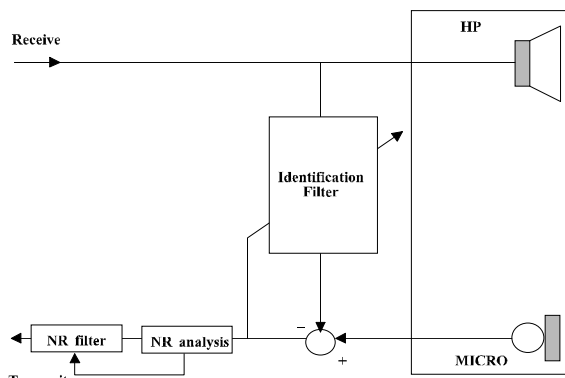 HP
Receive
Identification
Filter
−
NR filter
NR analysis
+
MICRO